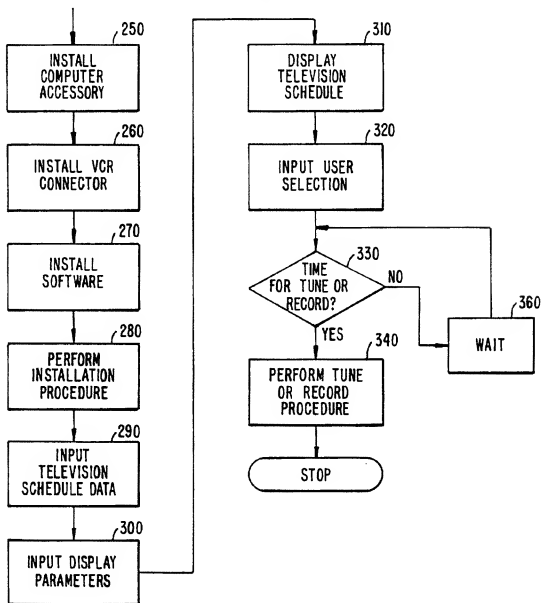 250
INSTALL
COMPUTER
ACCESSORY
260
INSTALL VCR
CONNECTOR
270
INSTALL
SOFTWARE
280
PERFORM
INSTALLATION
PROCEDURE
290
INPUT
TELEVISION
SCHEDULE DATA
300
INPUT DISPLAY
PARAMETERS
310
DISPLAY
TELEVISION
SCHEDULE
320
INPUT USER
SELECTION
330
TIME
FOR TUNE OR
RECORD?
NO
YES
360
WAIT
340
PERFORM TUNE
OR RECORD
PROCEDURE
STOP